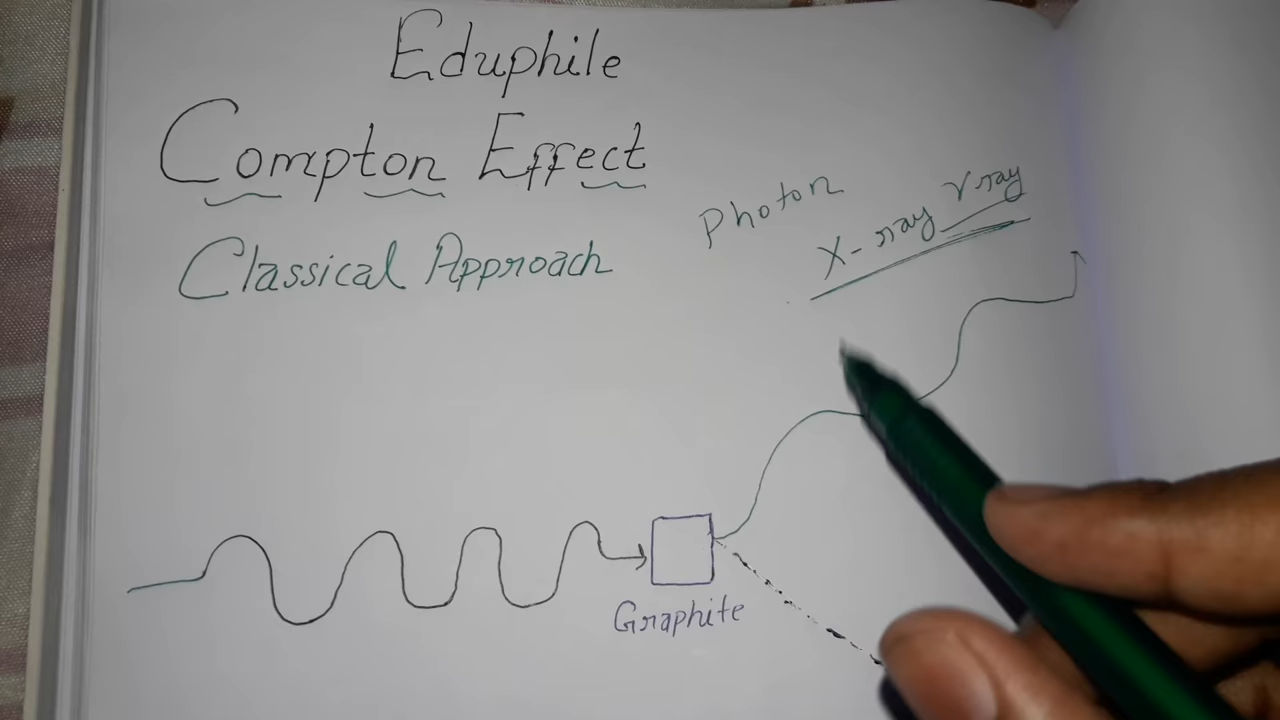 Eduphile
Compton Effect
Classical Approach
Photon
X-ray γ ray
Graphite